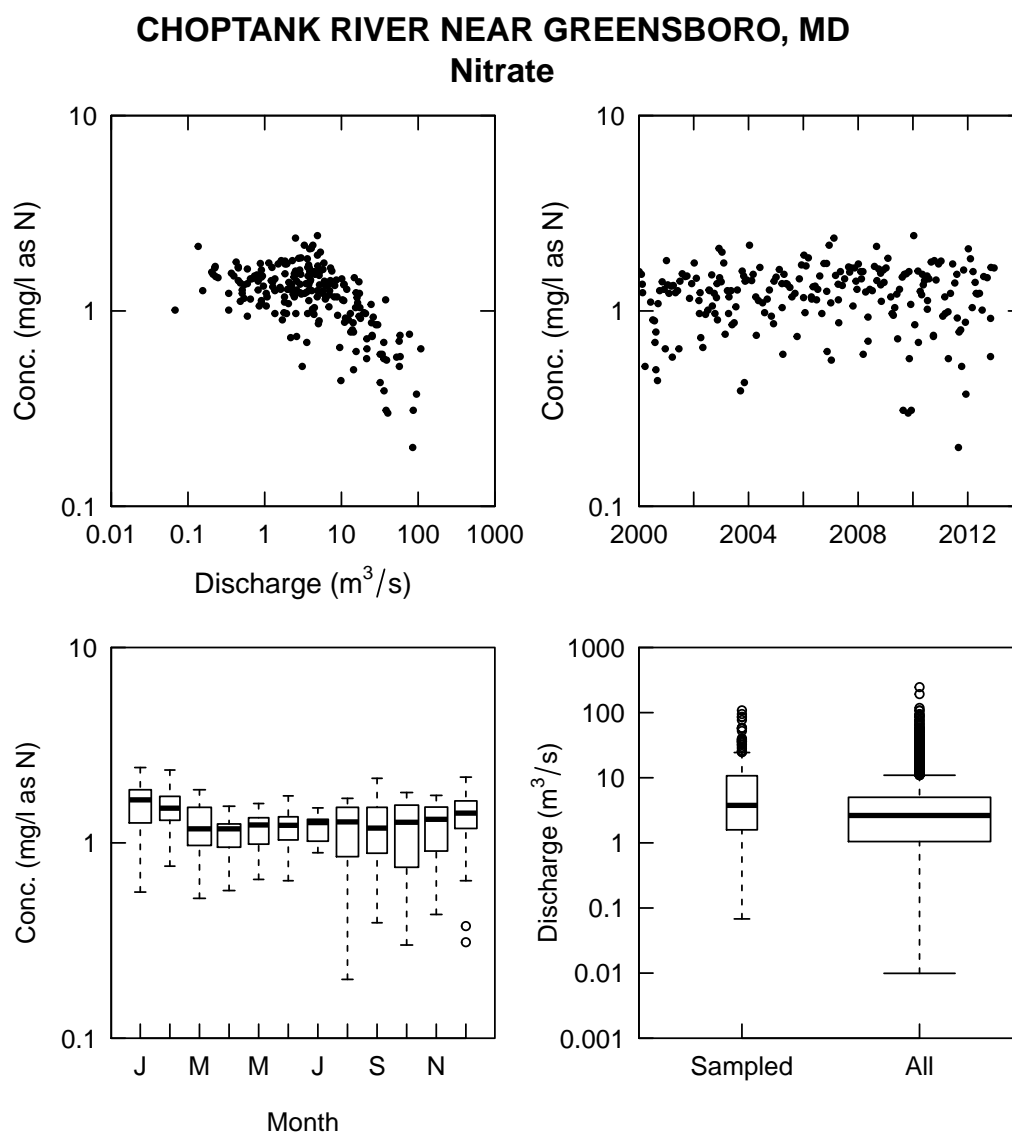 CHOPTANK RIVER NEAR GREENSBORO, MD
Nitrate
10
1
0.1
Conc. (mg/l as N)
0.01 0.1 1 10 100 1000
Discharge (m³/s)
10
1
0.1
Conc. (mg/l as N)
2000 2004 2008 2012
10
1
0.1
Conc. (mg/l as N)
J M M J S N
Month
1000
100
10
1
0.1
0.01
0.001
Discharge (m³/s)
Sampled All